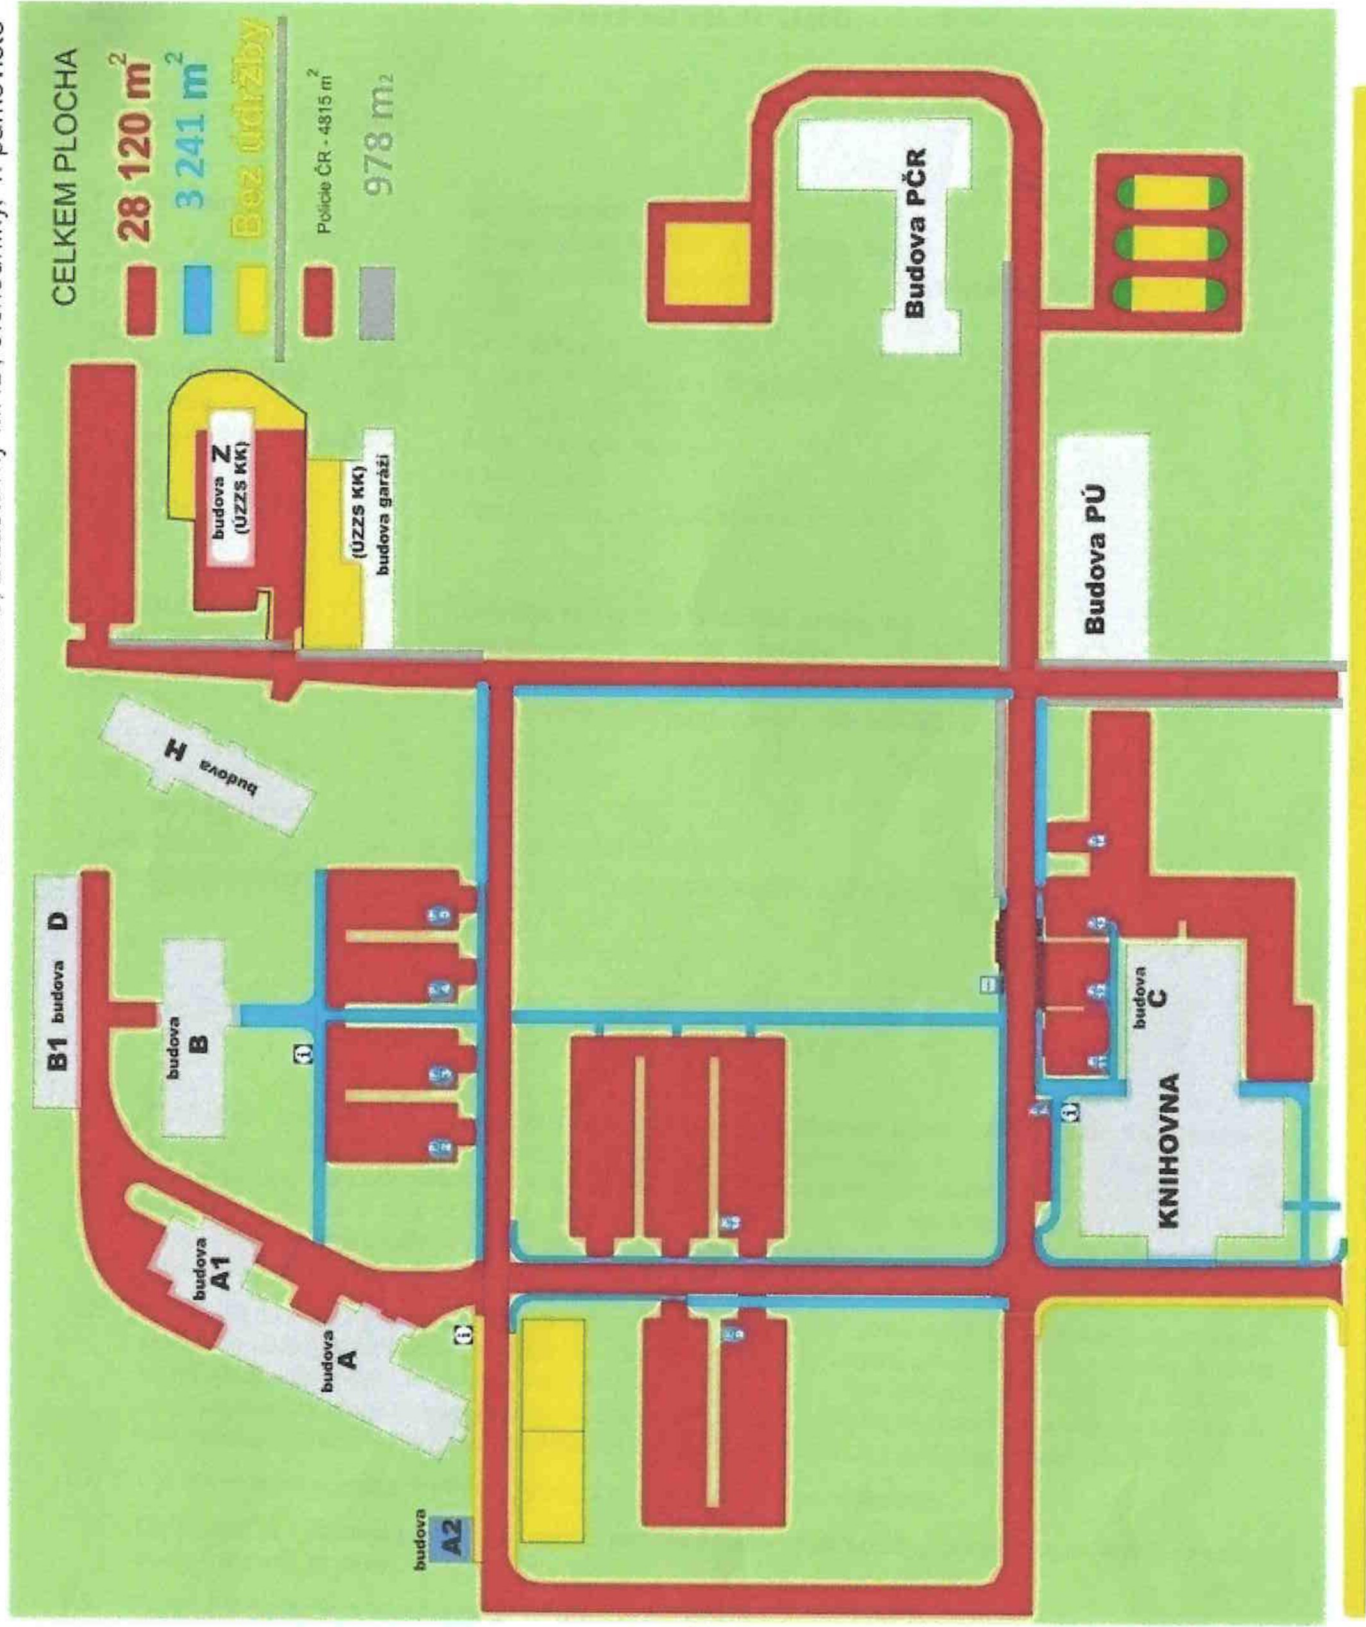 CELKEM PLOCHA
28 120 m²
3 241 m²
Bez údržby
Policie ČR - 4815 m²
978 m2
B1 budova D
budova
B
budova
H
budova Z
(ÚZZS KK)
(ÚZZS KK)
budova garáží
budova
A1
budova
A
budova
A2
Budova PČR
Budova PÚ
budova
C
KNIHOVNA